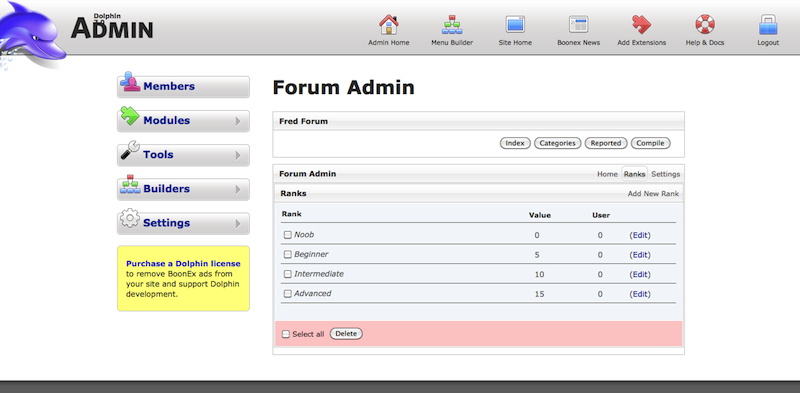 Dolphin
ADMIN
Admin Home
Menu Builder
Site Home
Boonex News
Add Extensions
Help & Docs
Logout
Members
Modules
Tools
Builders
Settings
Purchase a Dolphin license
to remove BoonEx ads from
your site and support Dolphin
development.
Forum Admin
Fred Forum
Index Categories Reported Compile
Forum Admin Home Ranks Settings
Ranks Add New Rank
Rank Value User
Noob 0 0 (Edit)
Beginner 5 0 (Edit)
Intermediate 10 0 (Edit)
Advanced 15 0 (Edit)
Select all Delete